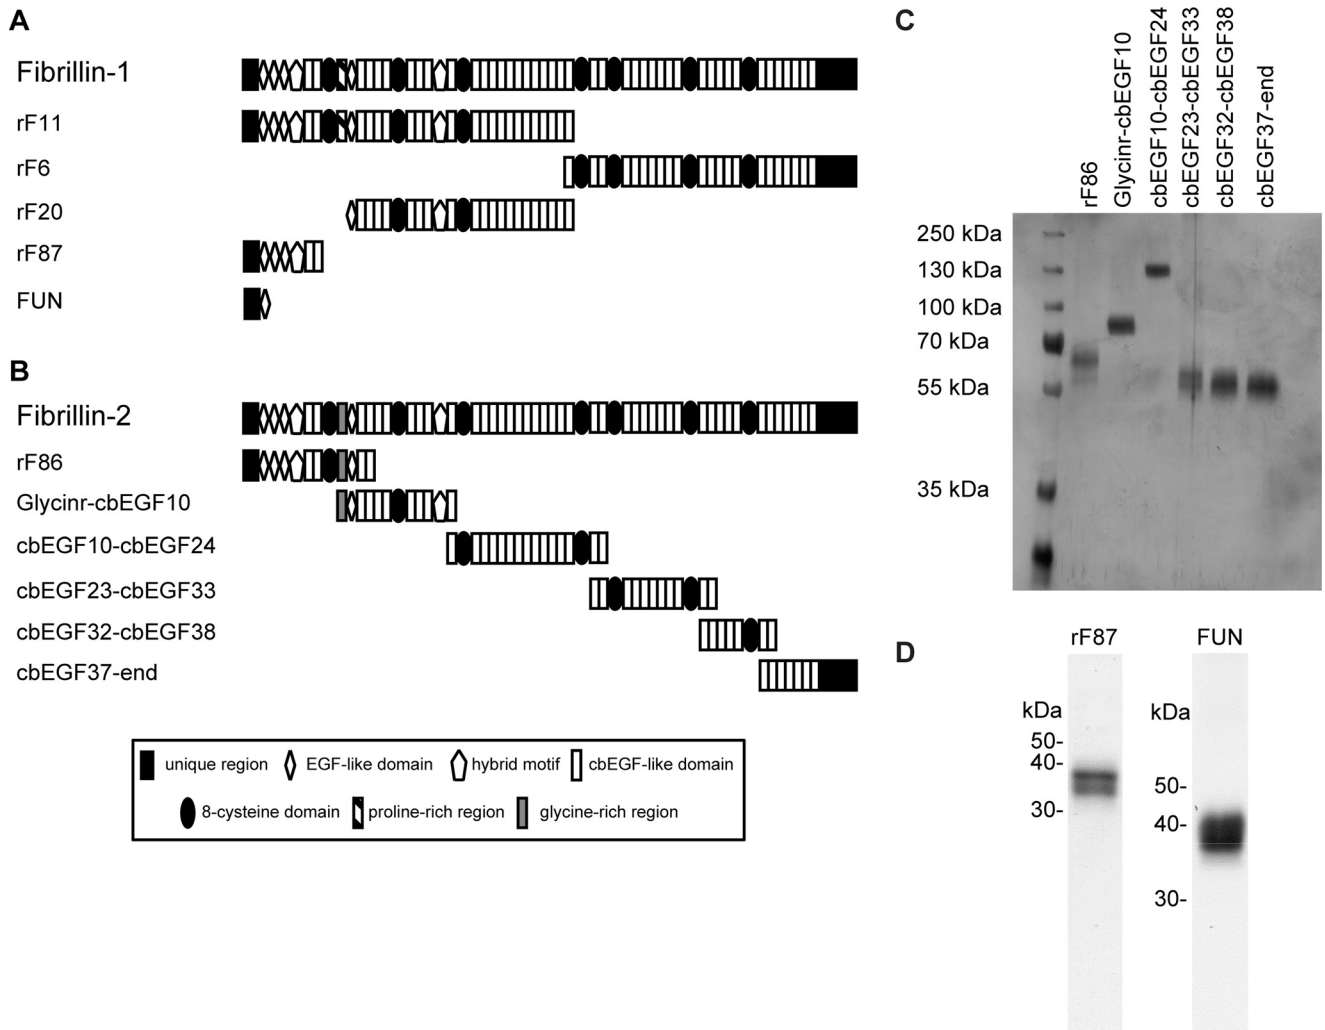 A
Fibrillin-1
rF11
rF6
rF20
rF87
FUN
B
Fibrillin-2
rF86
Glycinr-cbEGF10
cbEGF10-cbEGF24
cbEGF23-cbEGF33
cbEGF32-cbEGF38
cbEGF37-end
unique region EGF-like domain hybrid motif cbEGF-like domain
8-cysteine domain proline-rich region glycine-rich region
C
rF86
Glycinr-cbEGF10
cbEGF10-cbEGF24
cbEGF23-cbEGF33
cbEGF32-cbEGF38
cbEGF37-end
250 kDa
130 kDa
100 kDa
70 kDa
55 kDa
35 kDa
D
rF87
kDa
50-
40-
30-
FUN
kDa
50-
40-
30-